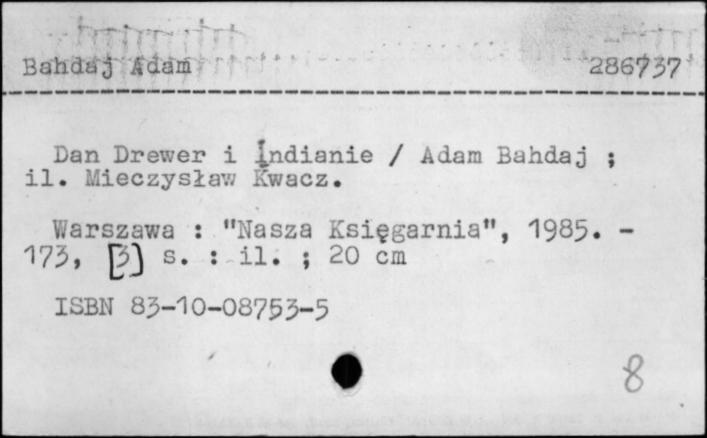 Bahdaj Adam 286737
Dan Drewer i Indianie / Adam Bahdaj ;
il. Mieczysław Kwacz.
Warszawa : "Nasza Księgarnia", 1985. -
173, [3] s. : il. ; 20 cm
ISBN 83-10-08753-5
8